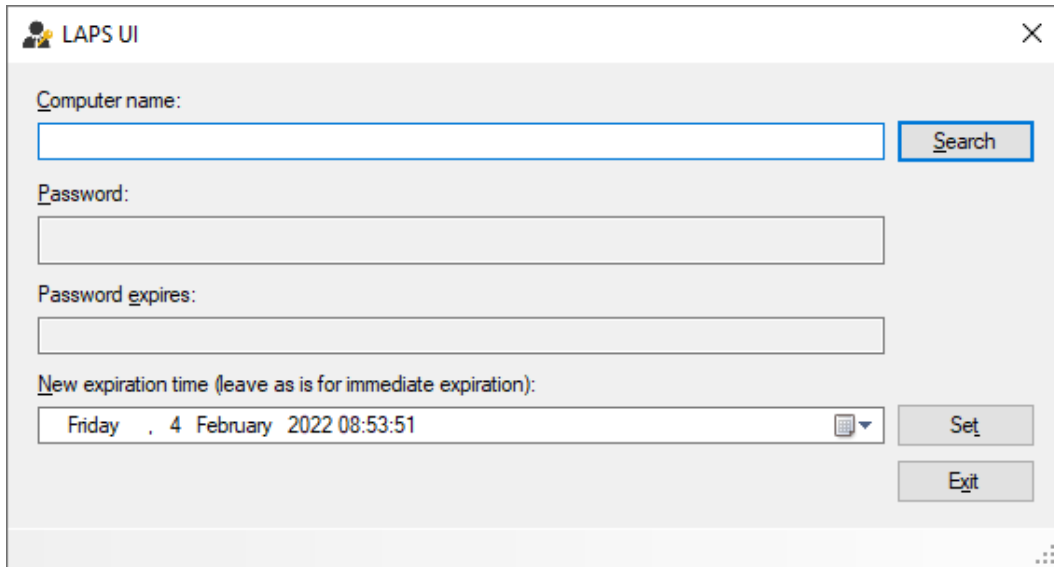 LAPS UI
Computer name:
Search
Password:
Password expires:
New expiration time (leave as is for immediate expiration):
Friday , 4 February 2022 08:53:51
Set
Exit